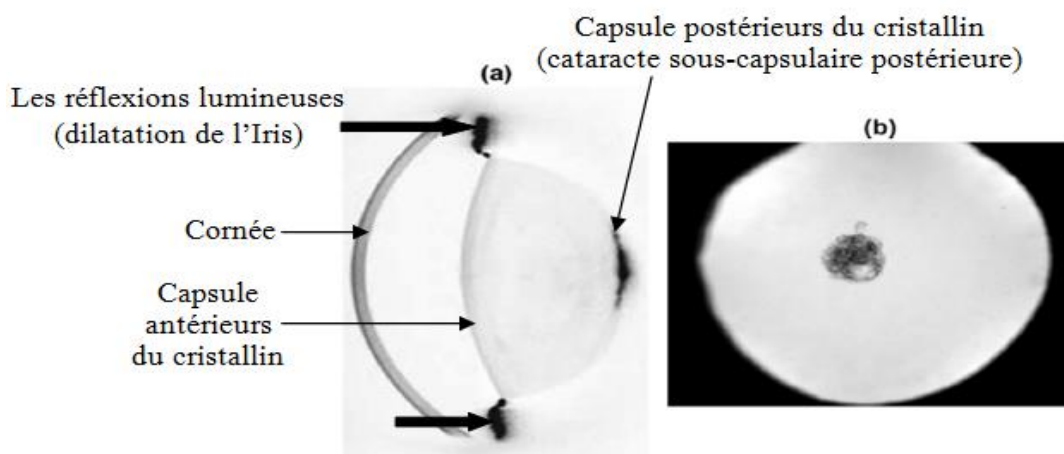 Capsule postérieurs du cristallin
(cataracte sous-capsulaire postérieure)
(a)
Les réflexions lumineuses
(dilatation de l'Iris)
(b)
Cornée
Capsule
antérieurs
du cristallin